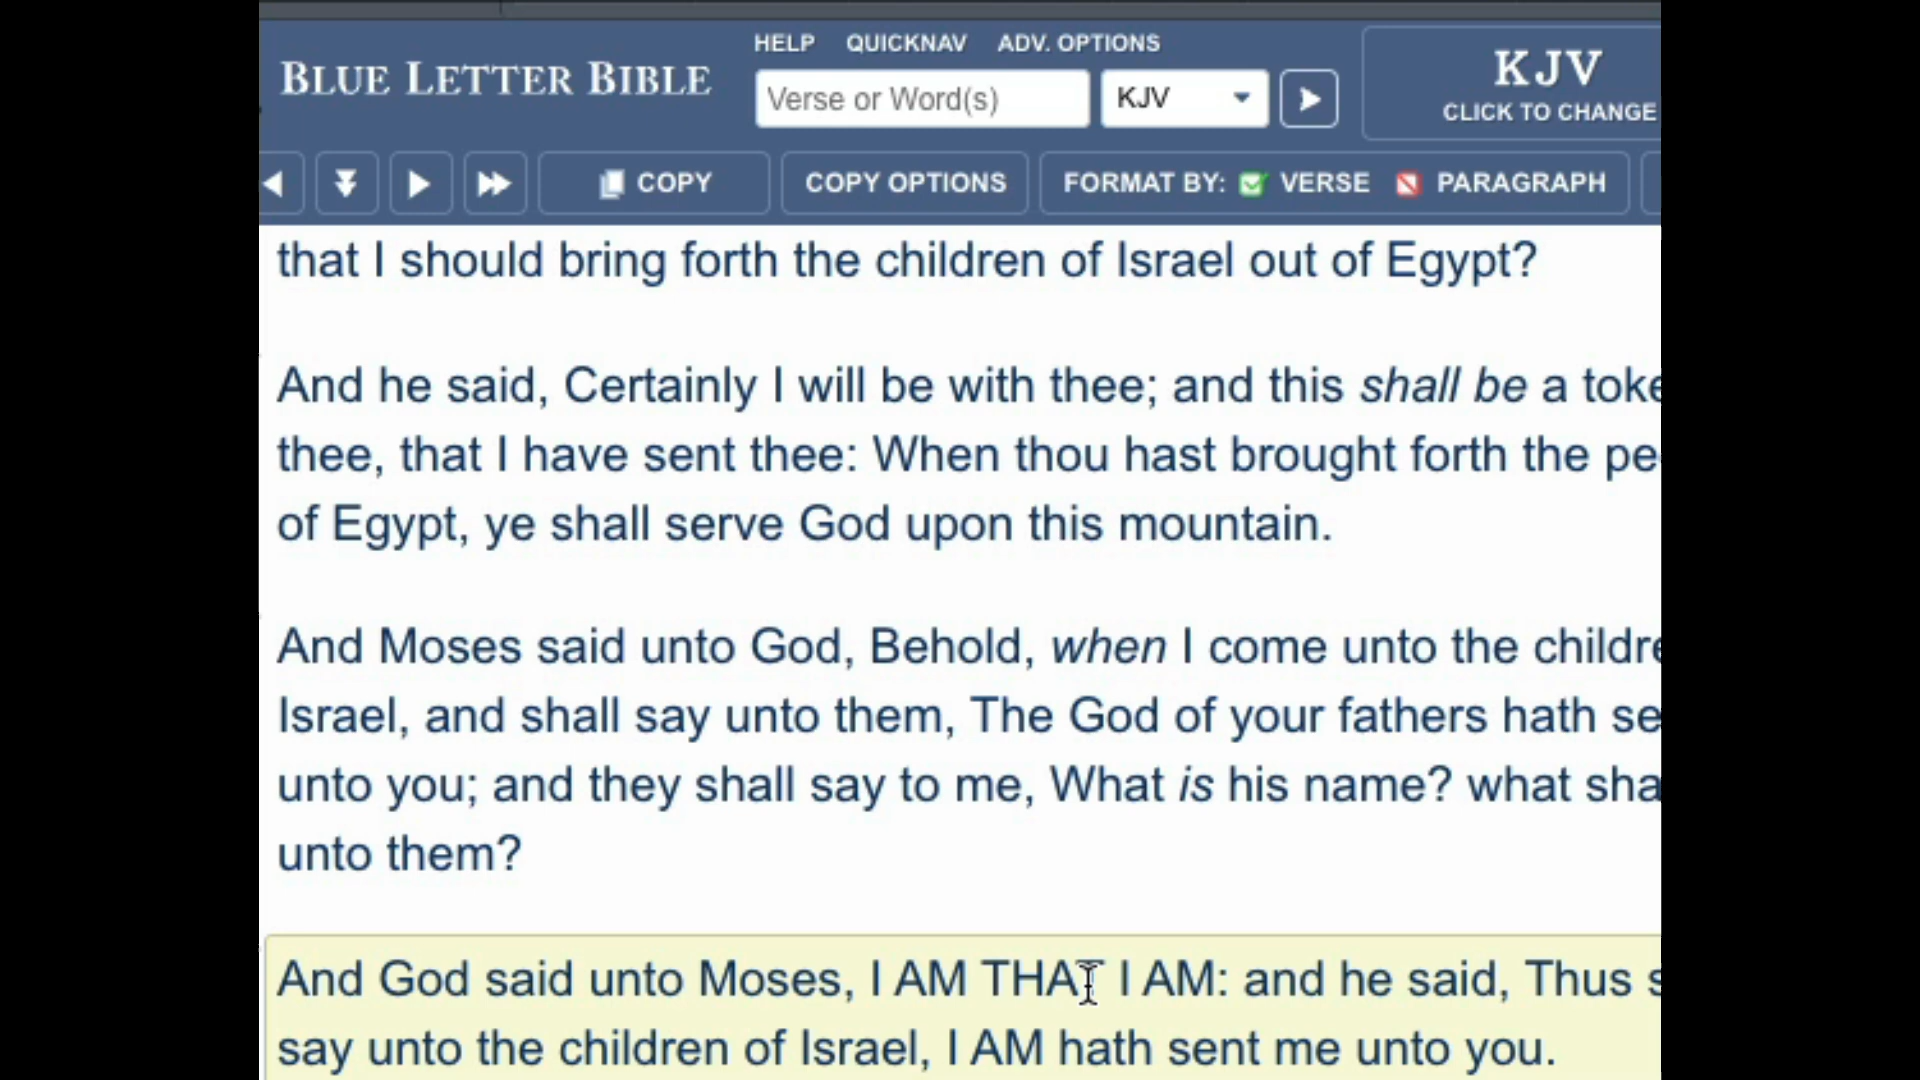 HELP QUICKNAV ADV. OPTIONS
BLUE LETTER BIBLE
Verse or Word(s) KJV
KJV
CLICK TO CHANGE
COPY COPY OPTIONS FORMAT BY: VERSE PARAGRAPH
that I should bring forth the children of Israel out of Egypt?
And he said, Certainly I will be with thee; and this shall be a toke
thee, that I have sent thee: When thou hast brought forth the pe
of Egypt, ye shall serve God upon this mountain.
And Moses said unto God, Behold, when I come unto the childre
Israel, and shall say unto them, The God of your fathers hath se
unto you; and they shall say to me, What is his name? what sha
unto them?
And God said unto Moses, I AM THAT I AM: and he said, Thus s
say unto the children of Israel, I AM hath sent me unto you.